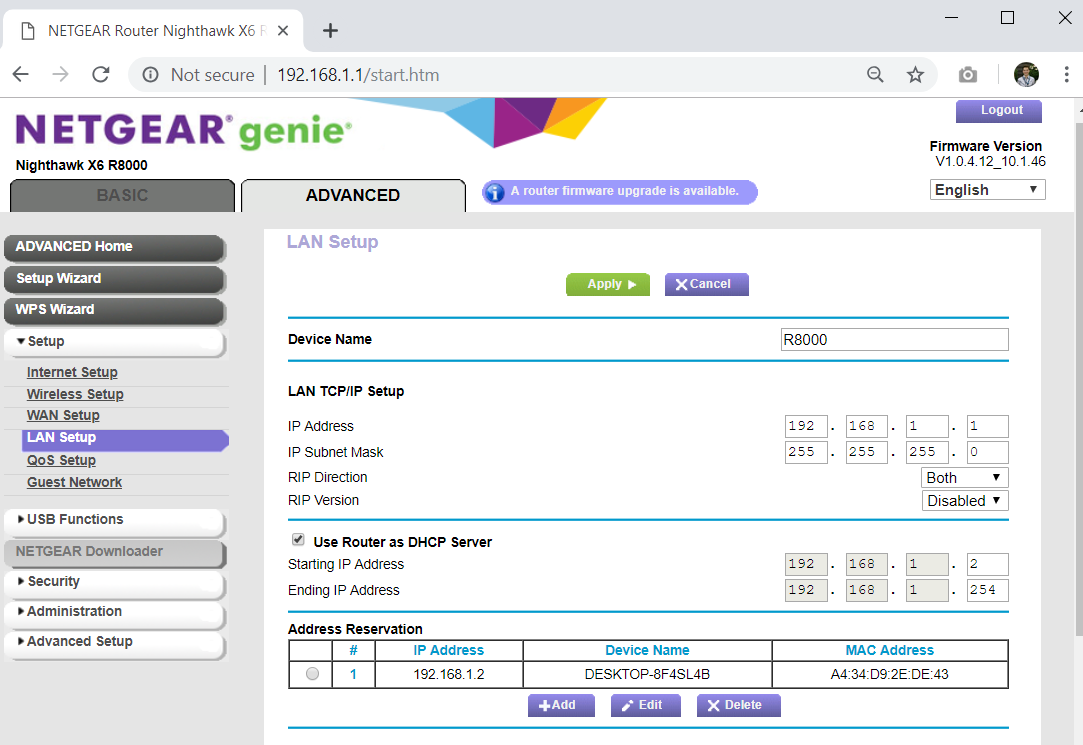 NETGEAR Router Nighthawk X6 R
Not secure | 192.168.1.1/start.htm
NETGEAR® genie®
Logout
Nighthawk X6 R8000
Firmware Version
V1.0.4.12_10.1.46
BASIC
ADVANCED
A router firmware upgrade is available.
English
ADVANCED Home
Setup Wizard
WPS Wizard
Setup
Internet Setup
Wireless Setup
WAN Setup
LAN Setup
QoS Setup
Guest Network
USB Functions
NETGEAR Downloader
Security
Administration
Advanced Setup
LAN Setup
Apply
Cancel
Device Name R8000
LAN TCP/IP Setup
IP Address 192 . 168 . 1 . 1
IP Subnet Mask 255 . 255 . 255 . 0
RIP Direction Both
RIP Version Disabled
Use Router as DHCP Server
Starting IP Address 192 . 168 . 1 . 2
Ending IP Address 192 . 168 . 1 . 254
Address Reservation
# IP Address Device Name MAC Address
1 192.168.1.2 DESKTOP-8F4SL4B A4:34:D9:2E:DE:43
Add Edit Delete